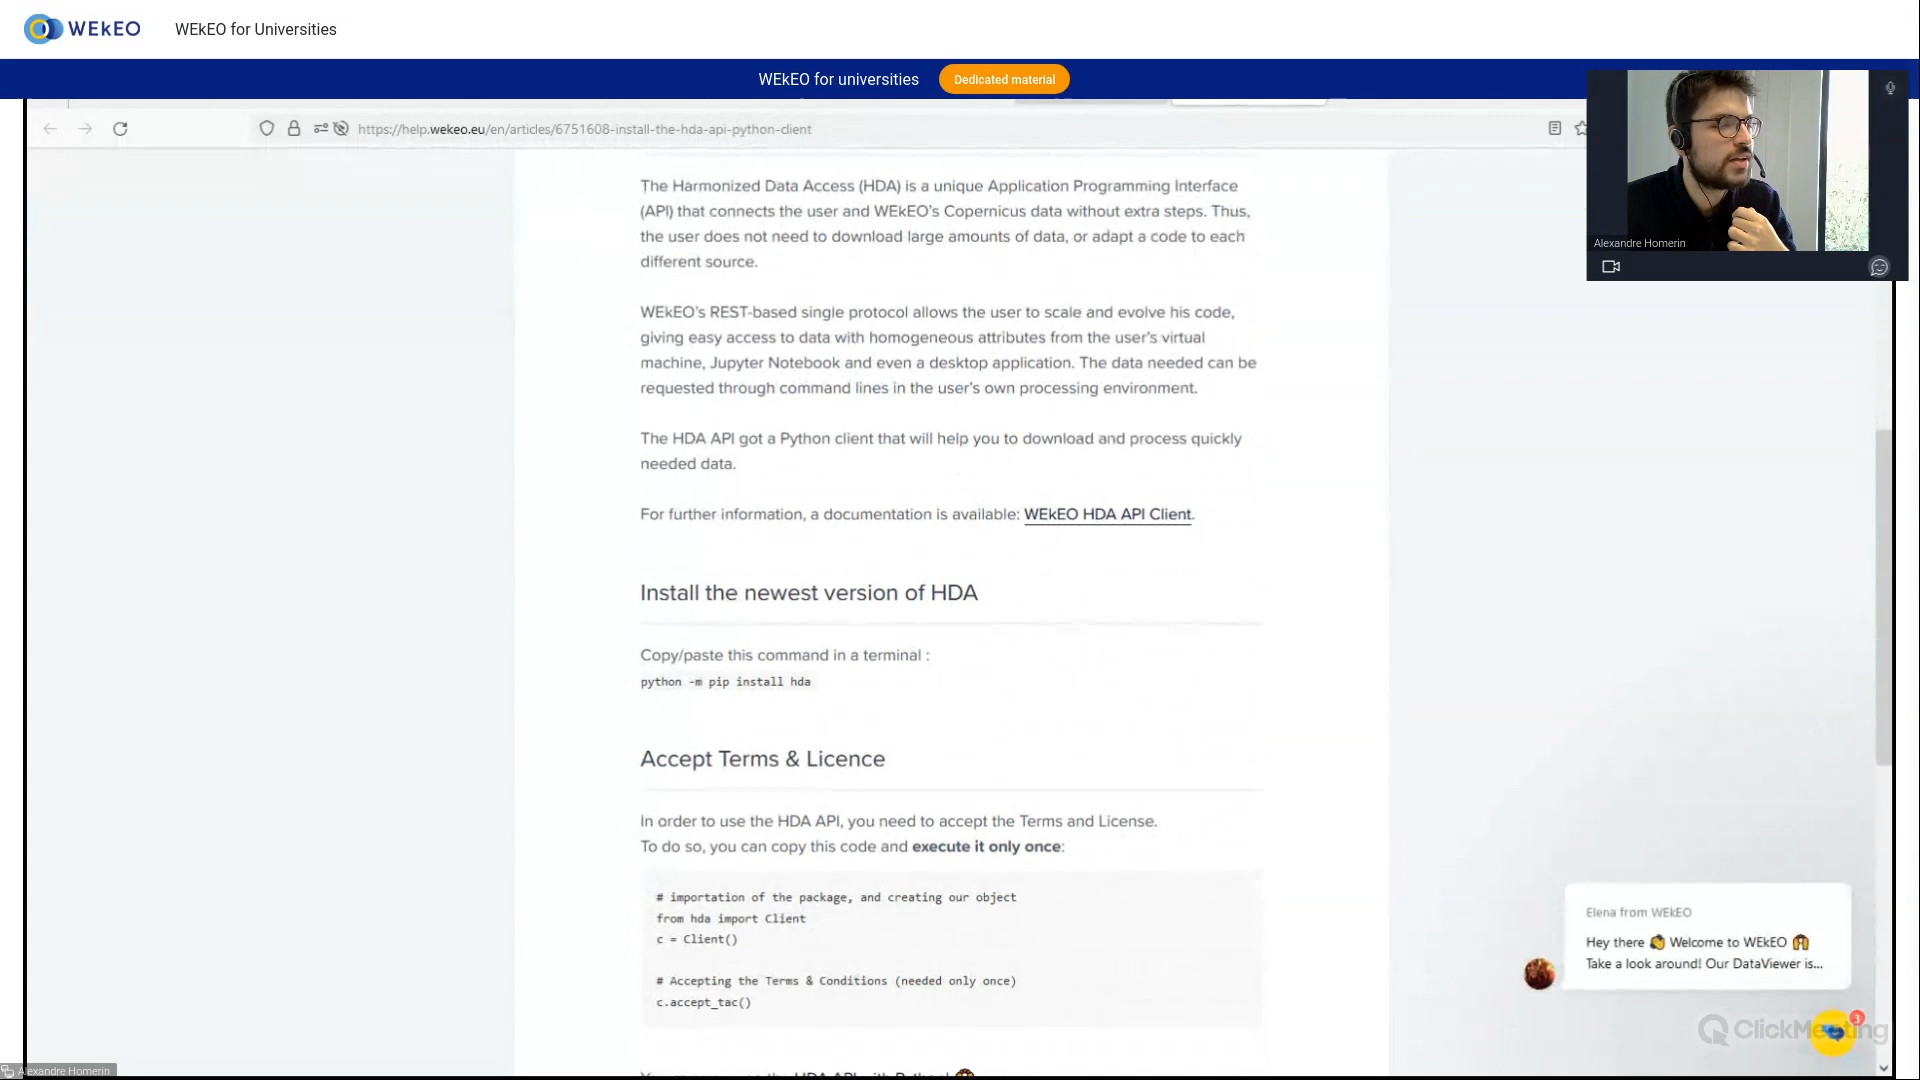 WEkEO WEkEO for Universities
WEkEO for universities Dedicated material
https://help.wekeo.eu/en/articles/6751608-install-the-hda-api-python-client
Alexandre Homerin
The Harmonized Data Access (HDA) is a unique Application Programming Interface
(API) that connects the user and WEkEO's Copernicus data without extra steps. Thus,
the user does not need to download large amounts of data, or adapt a code to each
different source.
WEkEO's REST-based single protocol allows the user to scale and evolve his code,
giving easy access to data with homogeneous attributes from the user's virtual
machine, Jupyter Notebook and even a desktop application. The data needed can be
requested through command lines in the user's own processing environment.
The HDA API got a Python client that will help you to download and process quickly
needed data.
For further information, a documentation is available: WEkEO HDA API Client.
Install the newest version of HDA
Copy/paste this command in a terminal :
python -m pip install hda
Accept Terms & Licence
In order to use the HDA API, you need to accept the Terms and License.
To do so, you can copy this code and execute it only once:
# importation of the package, and creating our object
from hda import Client
c = Client()
# Accepting the Terms & Conditions (needed only once)
c.accept_tac()
Elena from WEkEO
Hey there Welcome to WEkEO
Take a look around! Our DataViewer is...
3
ClickMeeting
Alexandre Homerin